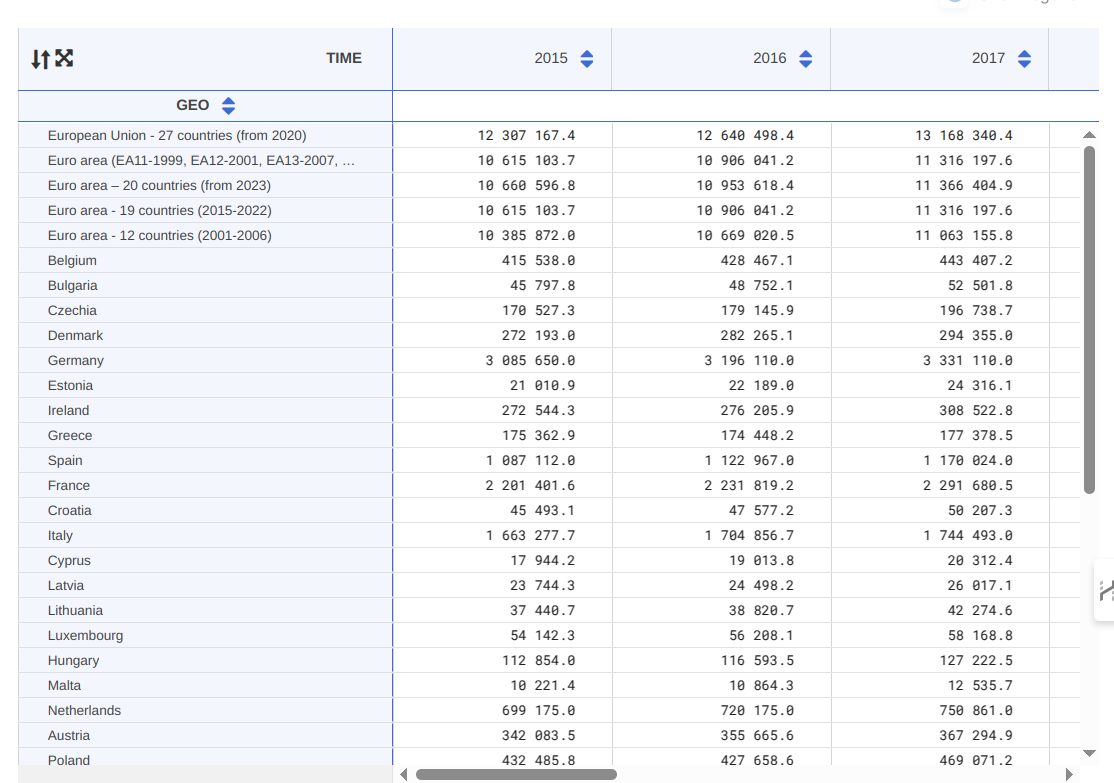 TIME 2015 2016 2017
GEO
European Union - 27 countries (from 2020) 12 307 167.4 12 640 498.4 13 168 340.4
Euro area (EA11-1999, EA12-2001, EA13-2007, … 10 615 103.7 10 906 041.2 11 316 197.6
Euro area – 20 countries (from 2023) 10 660 596.8 10 953 618.4 11 366 404.9
Euro area - 19 countries (2015-2022) 10 615 103.7 10 906 041.2 11 316 197.6
Euro area - 12 countries (2001-2006) 10 385 872.0 10 669 020.5 11 063 155.8
Belgium 415 538.0 428 467.1 443 407.2
Bulgaria 45 797.8 48 752.1 52 501.8
Czechia 170 527.3 179 145.9 196 738.7
Denmark 272 193.0 282 265.1 294 355.0
Germany 3 085 650.0 3 196 110.0 3 331 110.0
Estonia 21 010.9 22 189.0 24 316.1
Ireland 272 544.3 276 205.9 308 522.8
Greece 175 362.9 174 448.2 177 378.5
Spain 1 087 112.0 1 122 967.0 1 170 024.0
France 2 201 401.6 2 231 819.2 2 291 680.5
Croatia 45 493.1 47 577.2 50 207.3
Italy 1 663 277.7 1 704 856.7 1 744 493.0
Cyprus 17 944.2 19 013.8 20 312.4
Latvia 23 744.3 24 498.2 26 017.1
Lithuania 37 440.7 38 820.7 42 274.6
Luxembourg 54 142.3 56 208.1 58 168.8
Hungary 112 854.0 116 593.5 127 222.5
Malta 10 221.4 10 864.3 12 535.7
Netherlands 699 175.0 720 175.0 750 861.0
Austria 342 083.5 355 665.6 367 294.9
Poland 432 485.8 427 658.6 469 071.2